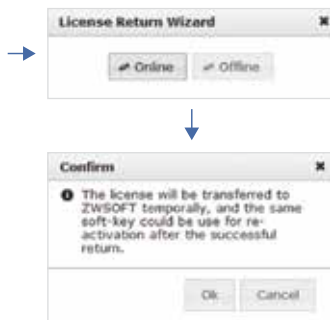 License Return Wizard
Online Offline
Confirm
The license will be transferred to
ZWSOFT temporally, and the same
soft-key could be use for re-
activation after the successful
return.
Ok Cancel